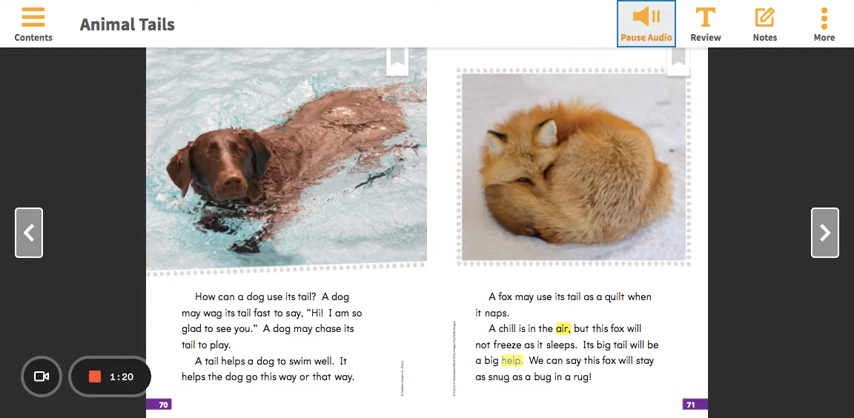 Contents
Animal Tails
Pause Audio
Review
Notes
More
How can a dog use its tail? A dog
may wag its tail fast to say, "Hi! I am so
glad to see you." A dog may chase its
tail to play.
A tail helps a dog to swim well. It
helps the dog go this way or that way.
70
A fox may use its tail as a quilt when
it naps.
A chill is in the air, but this fox will
not freeze as it sleeps. Its big tail will be
a big help. We can say this fox will stay
as snug as a bug in a rug!
71
1:20